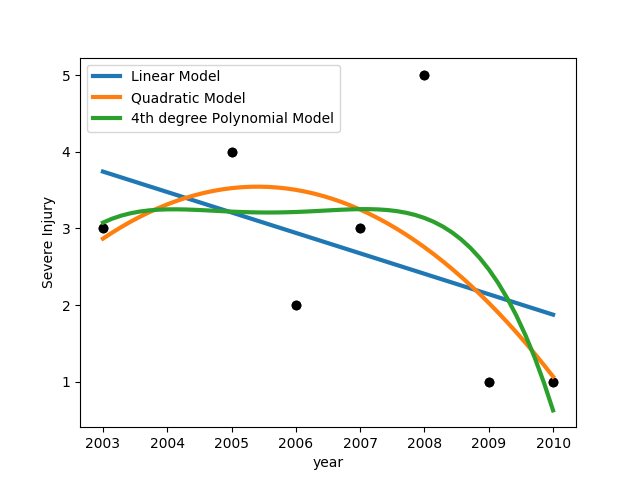 Linear Model
Quadratic Model
4th degree Polynomial Model
5
4
3
2
1
Severe Injury
2003 2004 2005 2006 2007 2008 2009 2010
year